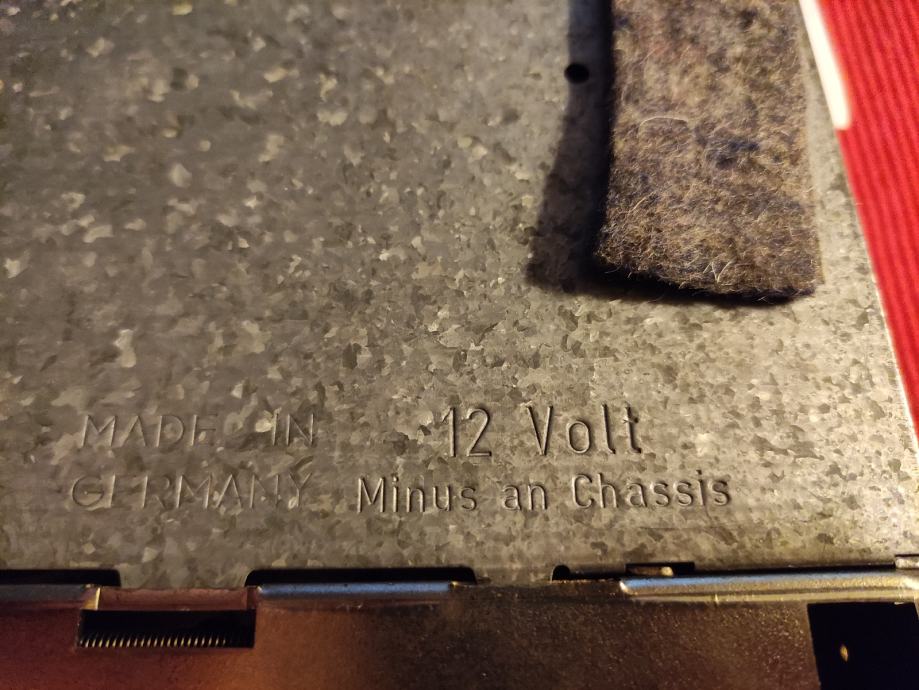 MADE IN
GERMANY
12 Volt
Minus an Chassis